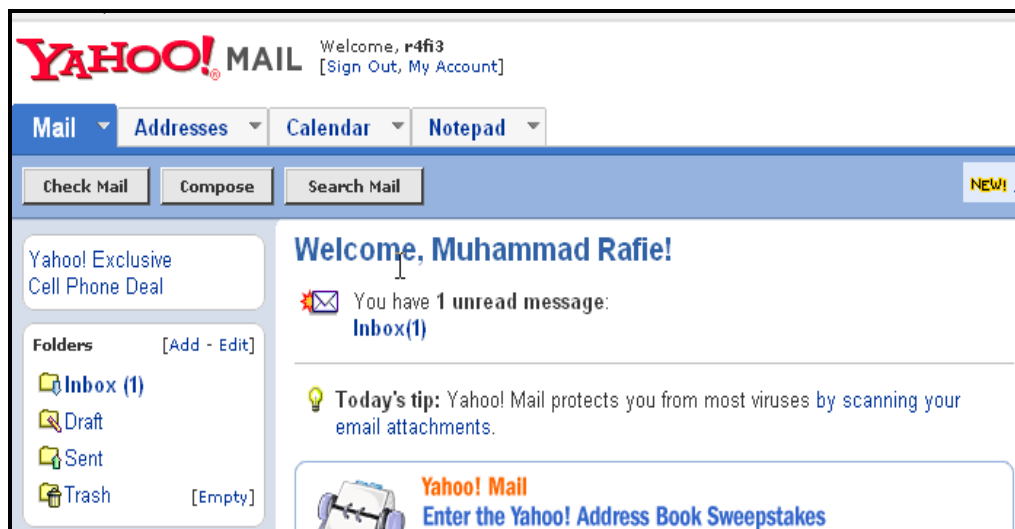 YAHOO!® MAIL
Welcome, r4fi3
[Sign Out, My Account]
Mail Addresses Calendar Notepad
Check Mail Compose Search Mail NEW!
Yahoo! Exclusive
Cell Phone Deal
Folders [Add - Edit]
Inbox (1)
Draft
Sent
Trash [Empty]
Welcome, Muhammad Rafie!
You have 1 unread message:
Inbox(1)
Today's tip: Yahoo! Mail protects you from most viruses by scanning your
email attachments.
Yahoo! Mail
Enter the Yahoo! Address Book Sweepstakes